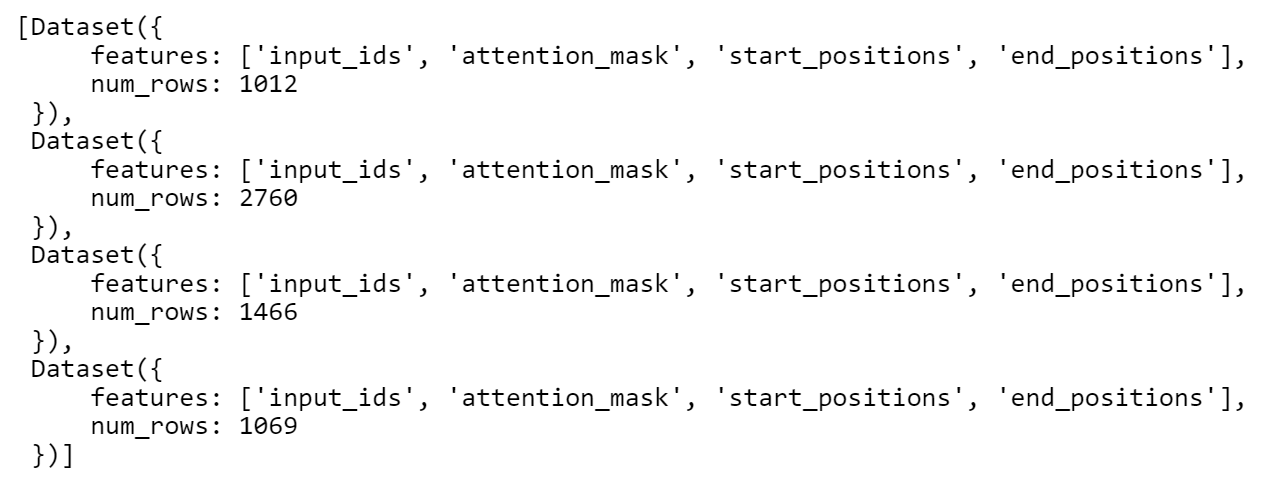 [Dataset({
     features: ['input_ids', 'attention_mask', 'start_positions', 'end_positions'],
     num_rows: 1012
 }),
 Dataset({
     features: ['input_ids', 'attention_mask', 'start_positions', 'end_positions'],
     num_rows: 2760
 }),
 Dataset({
     features: ['input_ids', 'attention_mask', 'start_positions', 'end_positions'],
     num_rows: 1466
 }),
 Dataset({
     features: ['input_ids', 'attention_mask', 'start_positions', 'end_positions'],
     num_rows: 1069
 })]